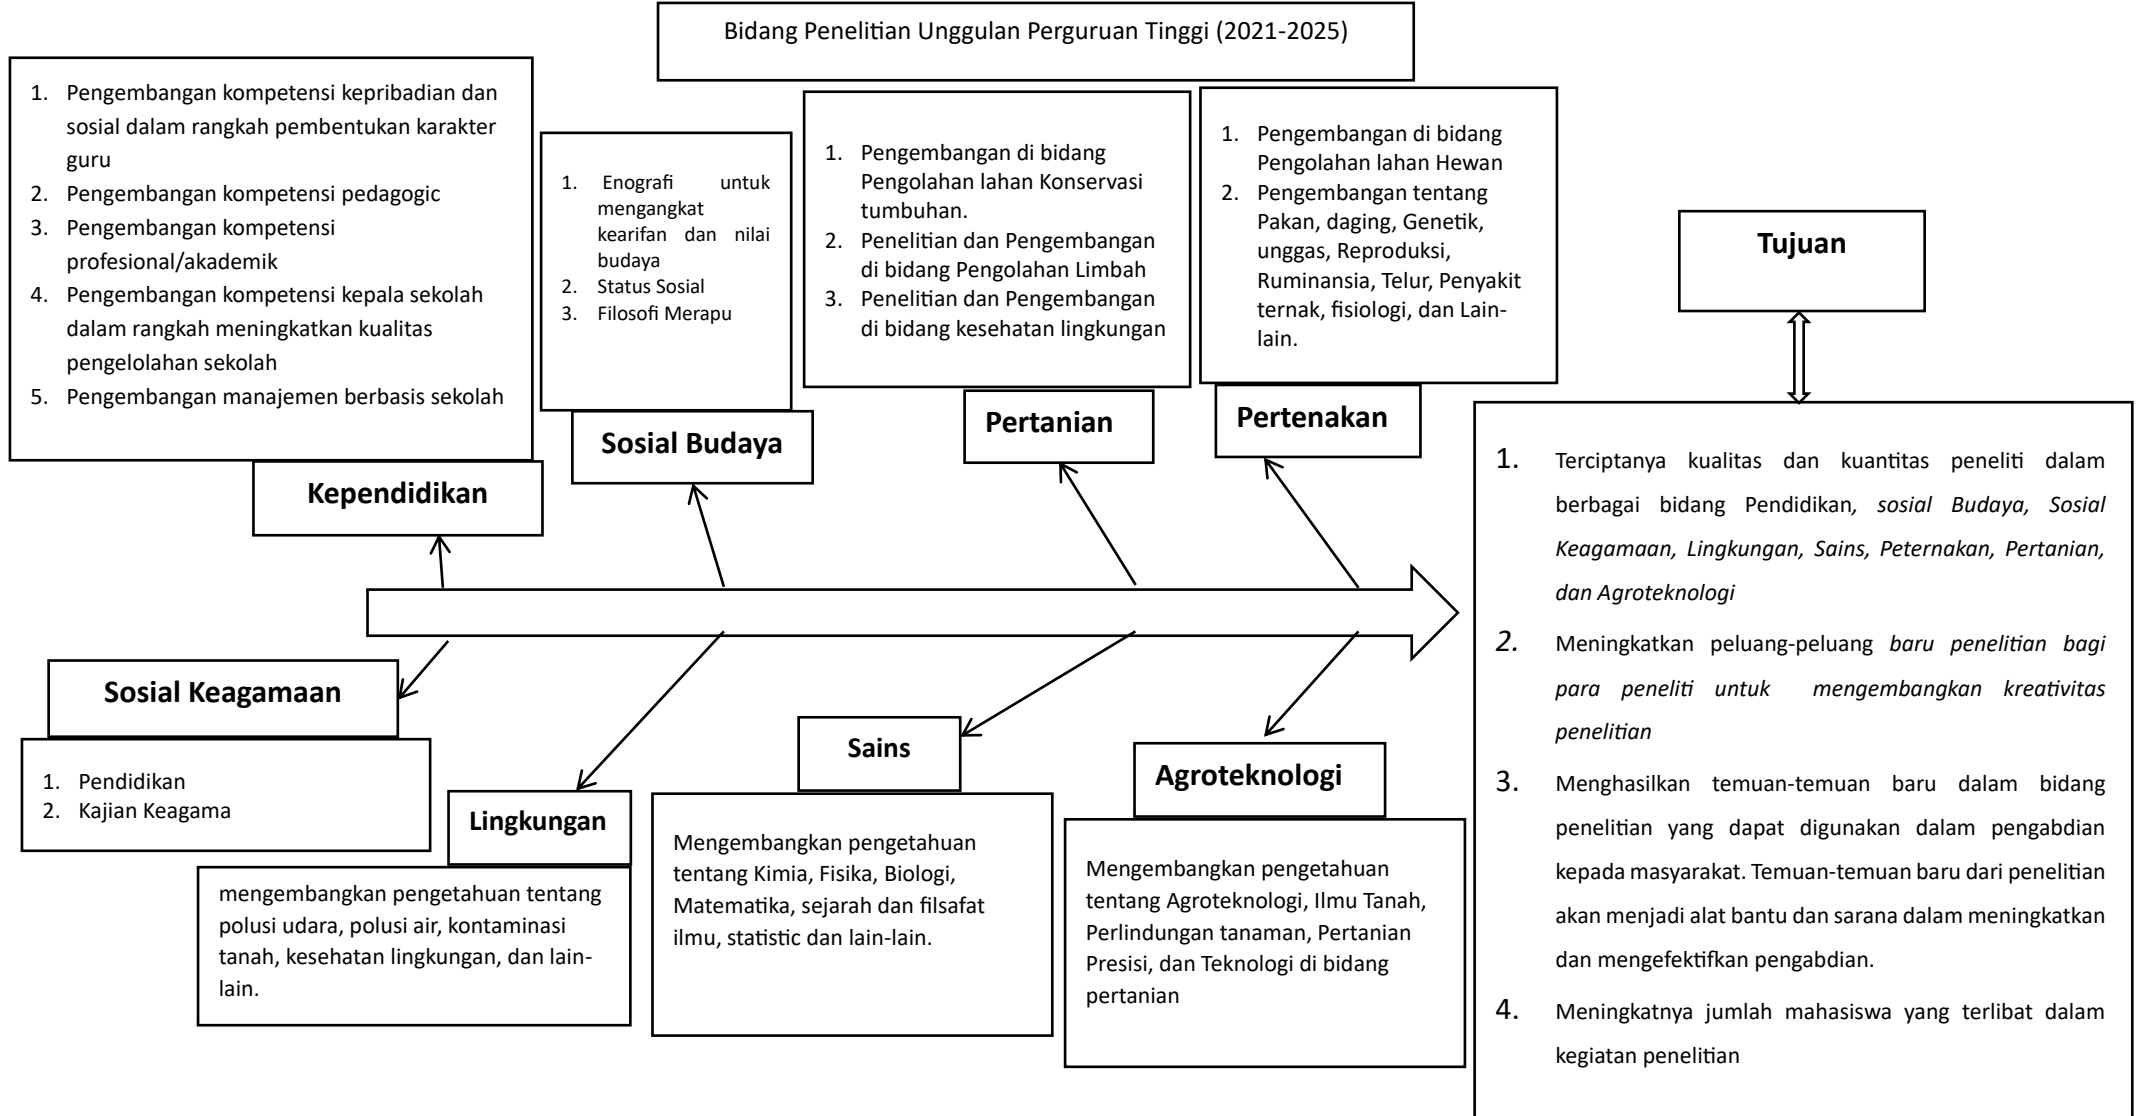 Bidang Penelitian Unggulan Perguruan Tinggi (2021-2025)
1. Pengembangan kompetensi kepribadian dan
sosial dalam rangkah pembentukan karakter
guru
2. Pengembangan kompetensi pedagogic
3. Pengembangan kompetensi
profesional/akademik
4. Pengembangan kompetensi kepala sekolah
dalam rangkah meningkatkan kualitas
pengelolahan sekolah
5. Pengembangan manajemen berbasis sekolah
Kependidikan
1. Enografi untuk
mengangkat
kearifan dan nilai
budaya
2. Status Sosial
3. Filosofi Merapu
Sosial Budaya
1. Pengembangan di bidang
Pengolahan lahan Konservasi
tumbuhan.
2. Penelitian dan Pengembangan
di bidang Pengolahan Limbah
3. Penelitian dan Pengembangan
di bidang kesehatan lingkungan
Pertanian
1. Pengembangan di bidang
Pengolahan lahan Hewan
2. Pengembangan tentang
Pakan, daging, Genetik,
unggas, Reproduksi,
Ruminansia, Telur, Penyakit
ternak, fisiologi, dan Lain-
lain.
Pertenakan
Sosial Keagamaan
1. Pendidikan
2. Kajian Keagama
Lingkungan
mengembangkan pengetahuan tentang
polusi udara, polusi air, kontaminasi
tanah, kesehatan lingkungan, dan lain-
lain.
Sains
Mengembangkan pengetahuan
tentang Kimia, Fisika, Biologi,
Matematika, sejarah dan filsafat
ilmu, statistic dan lain-lain.
Agroteknologi
Mengembangkan pengetahuan
tentang Agroteknologi, Ilmu Tanah,
Perlindungan tanaman, Pertanian
Presisi, dan Teknologi di bidang
pertanian
Tujuan
1. Terciptanya kualitas dan kuantitas peneliti dalam
berbagai bidang Pendidikan, sosial Budaya, Sosial
Keagamaan, Lingkungan, Sains, Peternakan, Pertanian,
dan Agroteknologi
2. Meningkatkan peluang-peluang baru penelitian bagi
para peneliti untuk mengembangkan kreativitas
penelitian
3. Menghasilkan temuan-temuan baru dalam bidang
penelitian yang dapat digunakan dalam pengabdian
kepada masyarakat. Temuan-temuan baru dari penelitian
akan menjadi alat bantu dan sarana dalam meningkatkan
dan mengefektifkan pengabdian.
4. Meningkatnya jumlah mahasiswa yang terlibat dalam
kegiatan penelitian